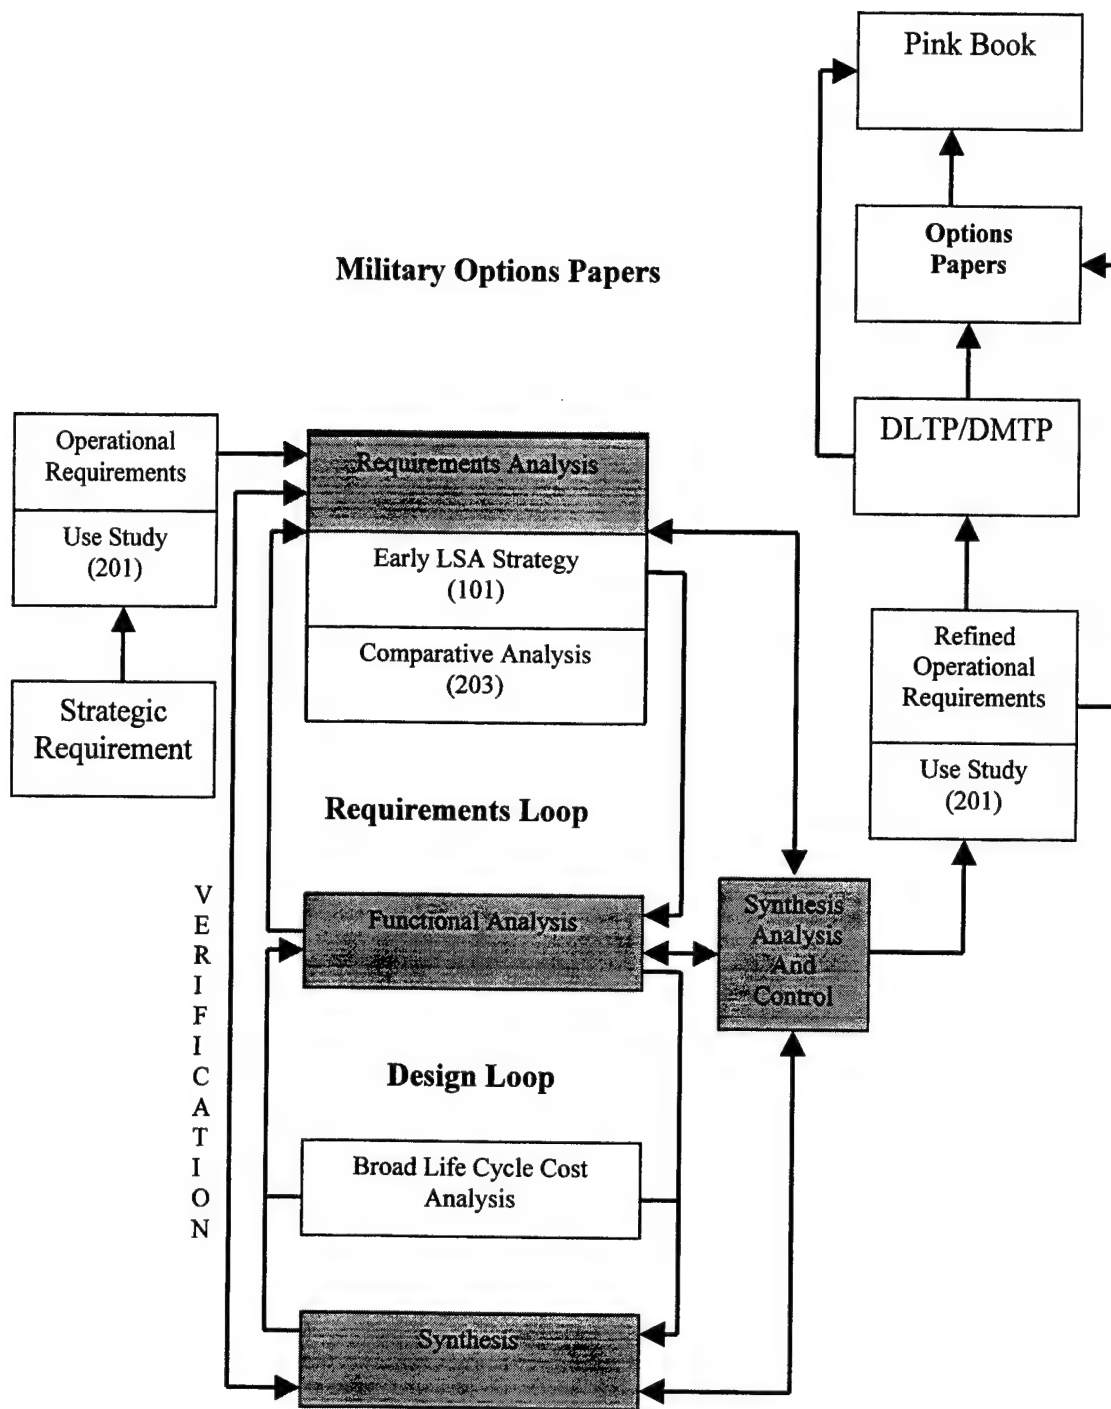 Pink Book
Options
Papers
Military Options Papers
DLTP/DMTP
Operational
Requirements
Use Study
(201)
Strategic
Requirement
Requirements Analysis
Early LSA Strategy
(101)
Comparative Analysis
(203)
Refined
Operational
Requirements
Use Study
(201)
Requirements Loop
VERIFICATION
Functional Analysis
Synthesis
Analysis
And
Control
Design Loop
Broad Life Cycle Cost
Analysis
Synthesis